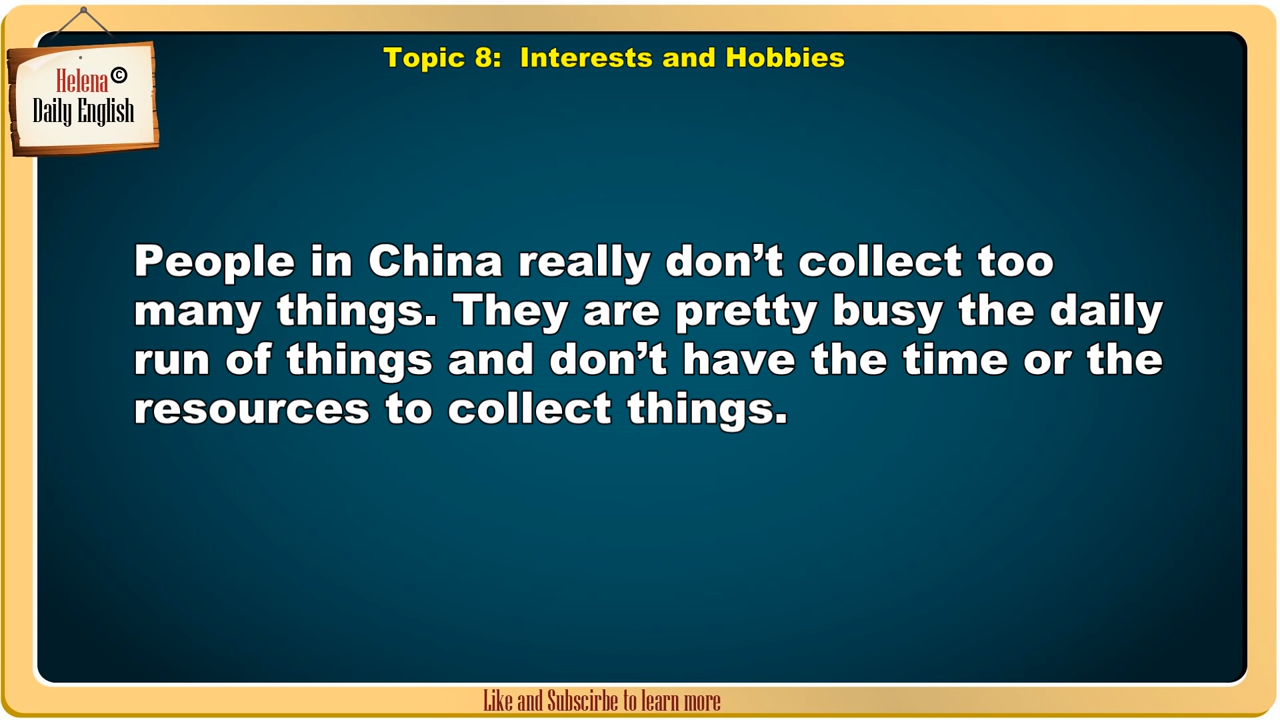 Topic 8: Interests and Hobbies
Helena ©
Daily English
People in China really don’t collect too
many things. They are pretty busy the daily
run of things and don’t have the time or the
resources to collect things.
Like and Subscirbe to learn more